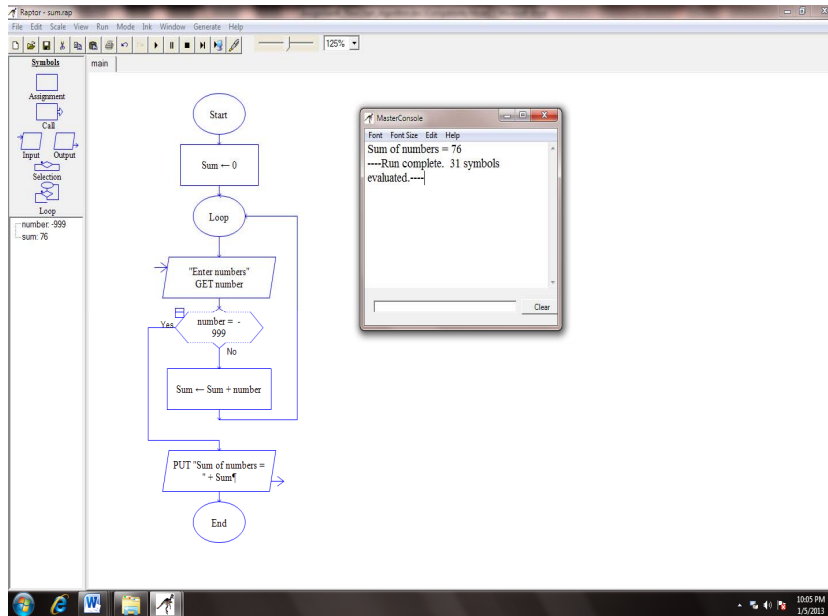 Raptor - sum.rap
File Edit Scale View Run Mode Ink Window Generate Help
125%
Symbols
Assignment
Call
Input Output
Selection
Loop
number: -999
sum: 76
main
Start
Sum ← 0
Loop
"Enter numbers"
GET number
number = -
999
Yes
No
Sum ← Sum + number
PUT "Sum of numbers =
" + Sum¶
End
MasterConsole
Font Font Size Edit Help
Sum of numbers = 76
----Run complete. 31 symbols
evaluated.----
Clear
10:05 PM
1/5/2013